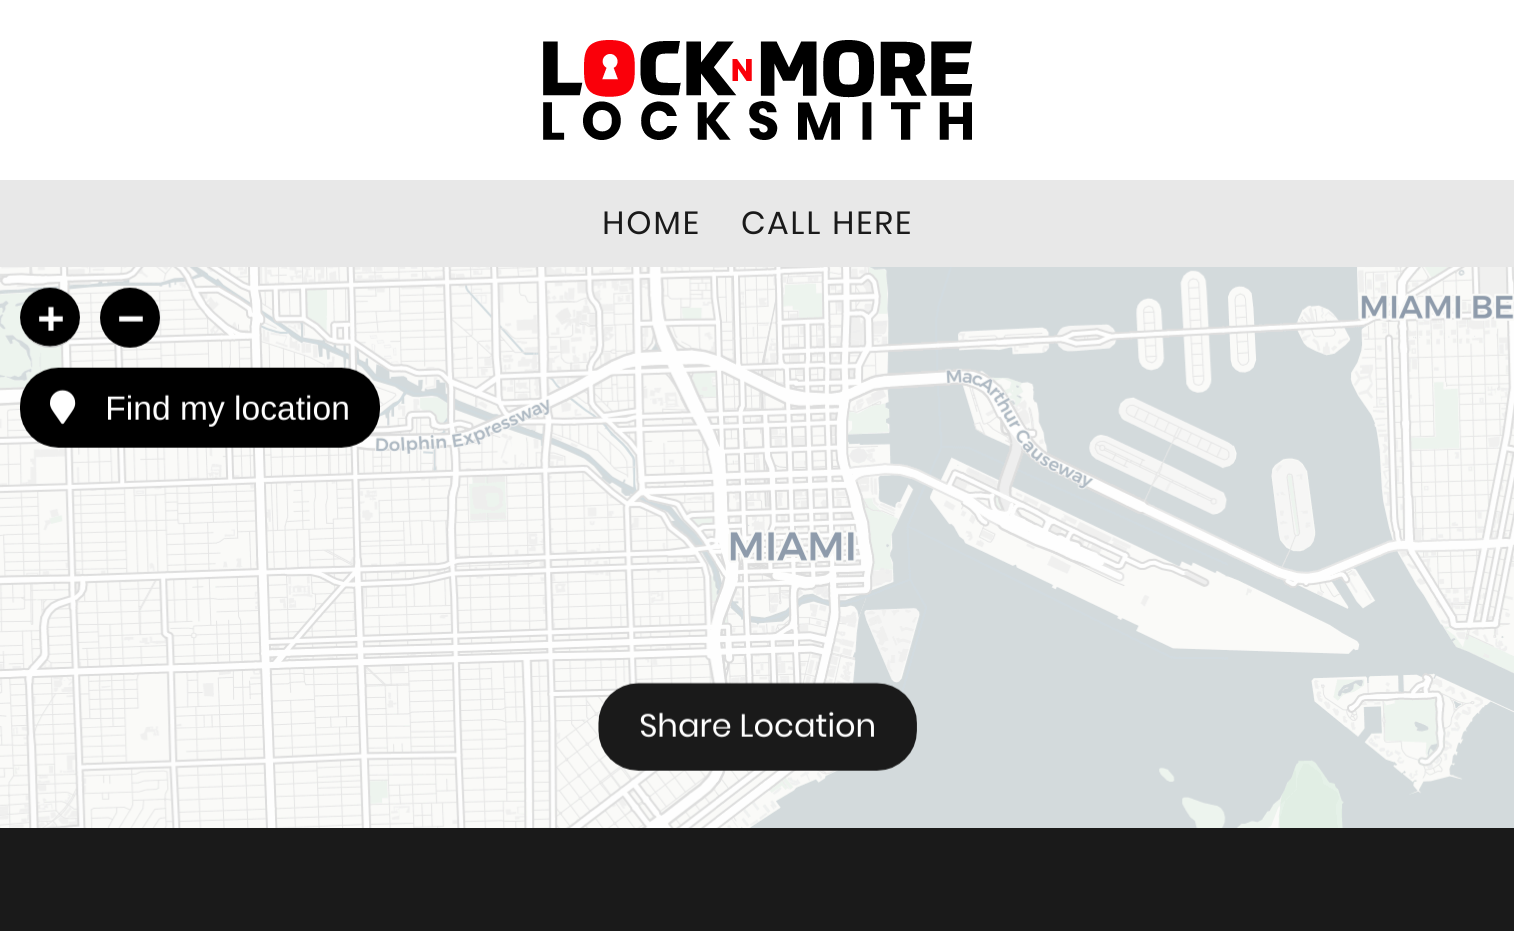 LOCK N MORE
LOCKSMITH
HOME CALL HERE
+ −
MIAMI BE
Find my location
MacArthur Causeway
Dolphin Expressway
MIAMI
Share Location